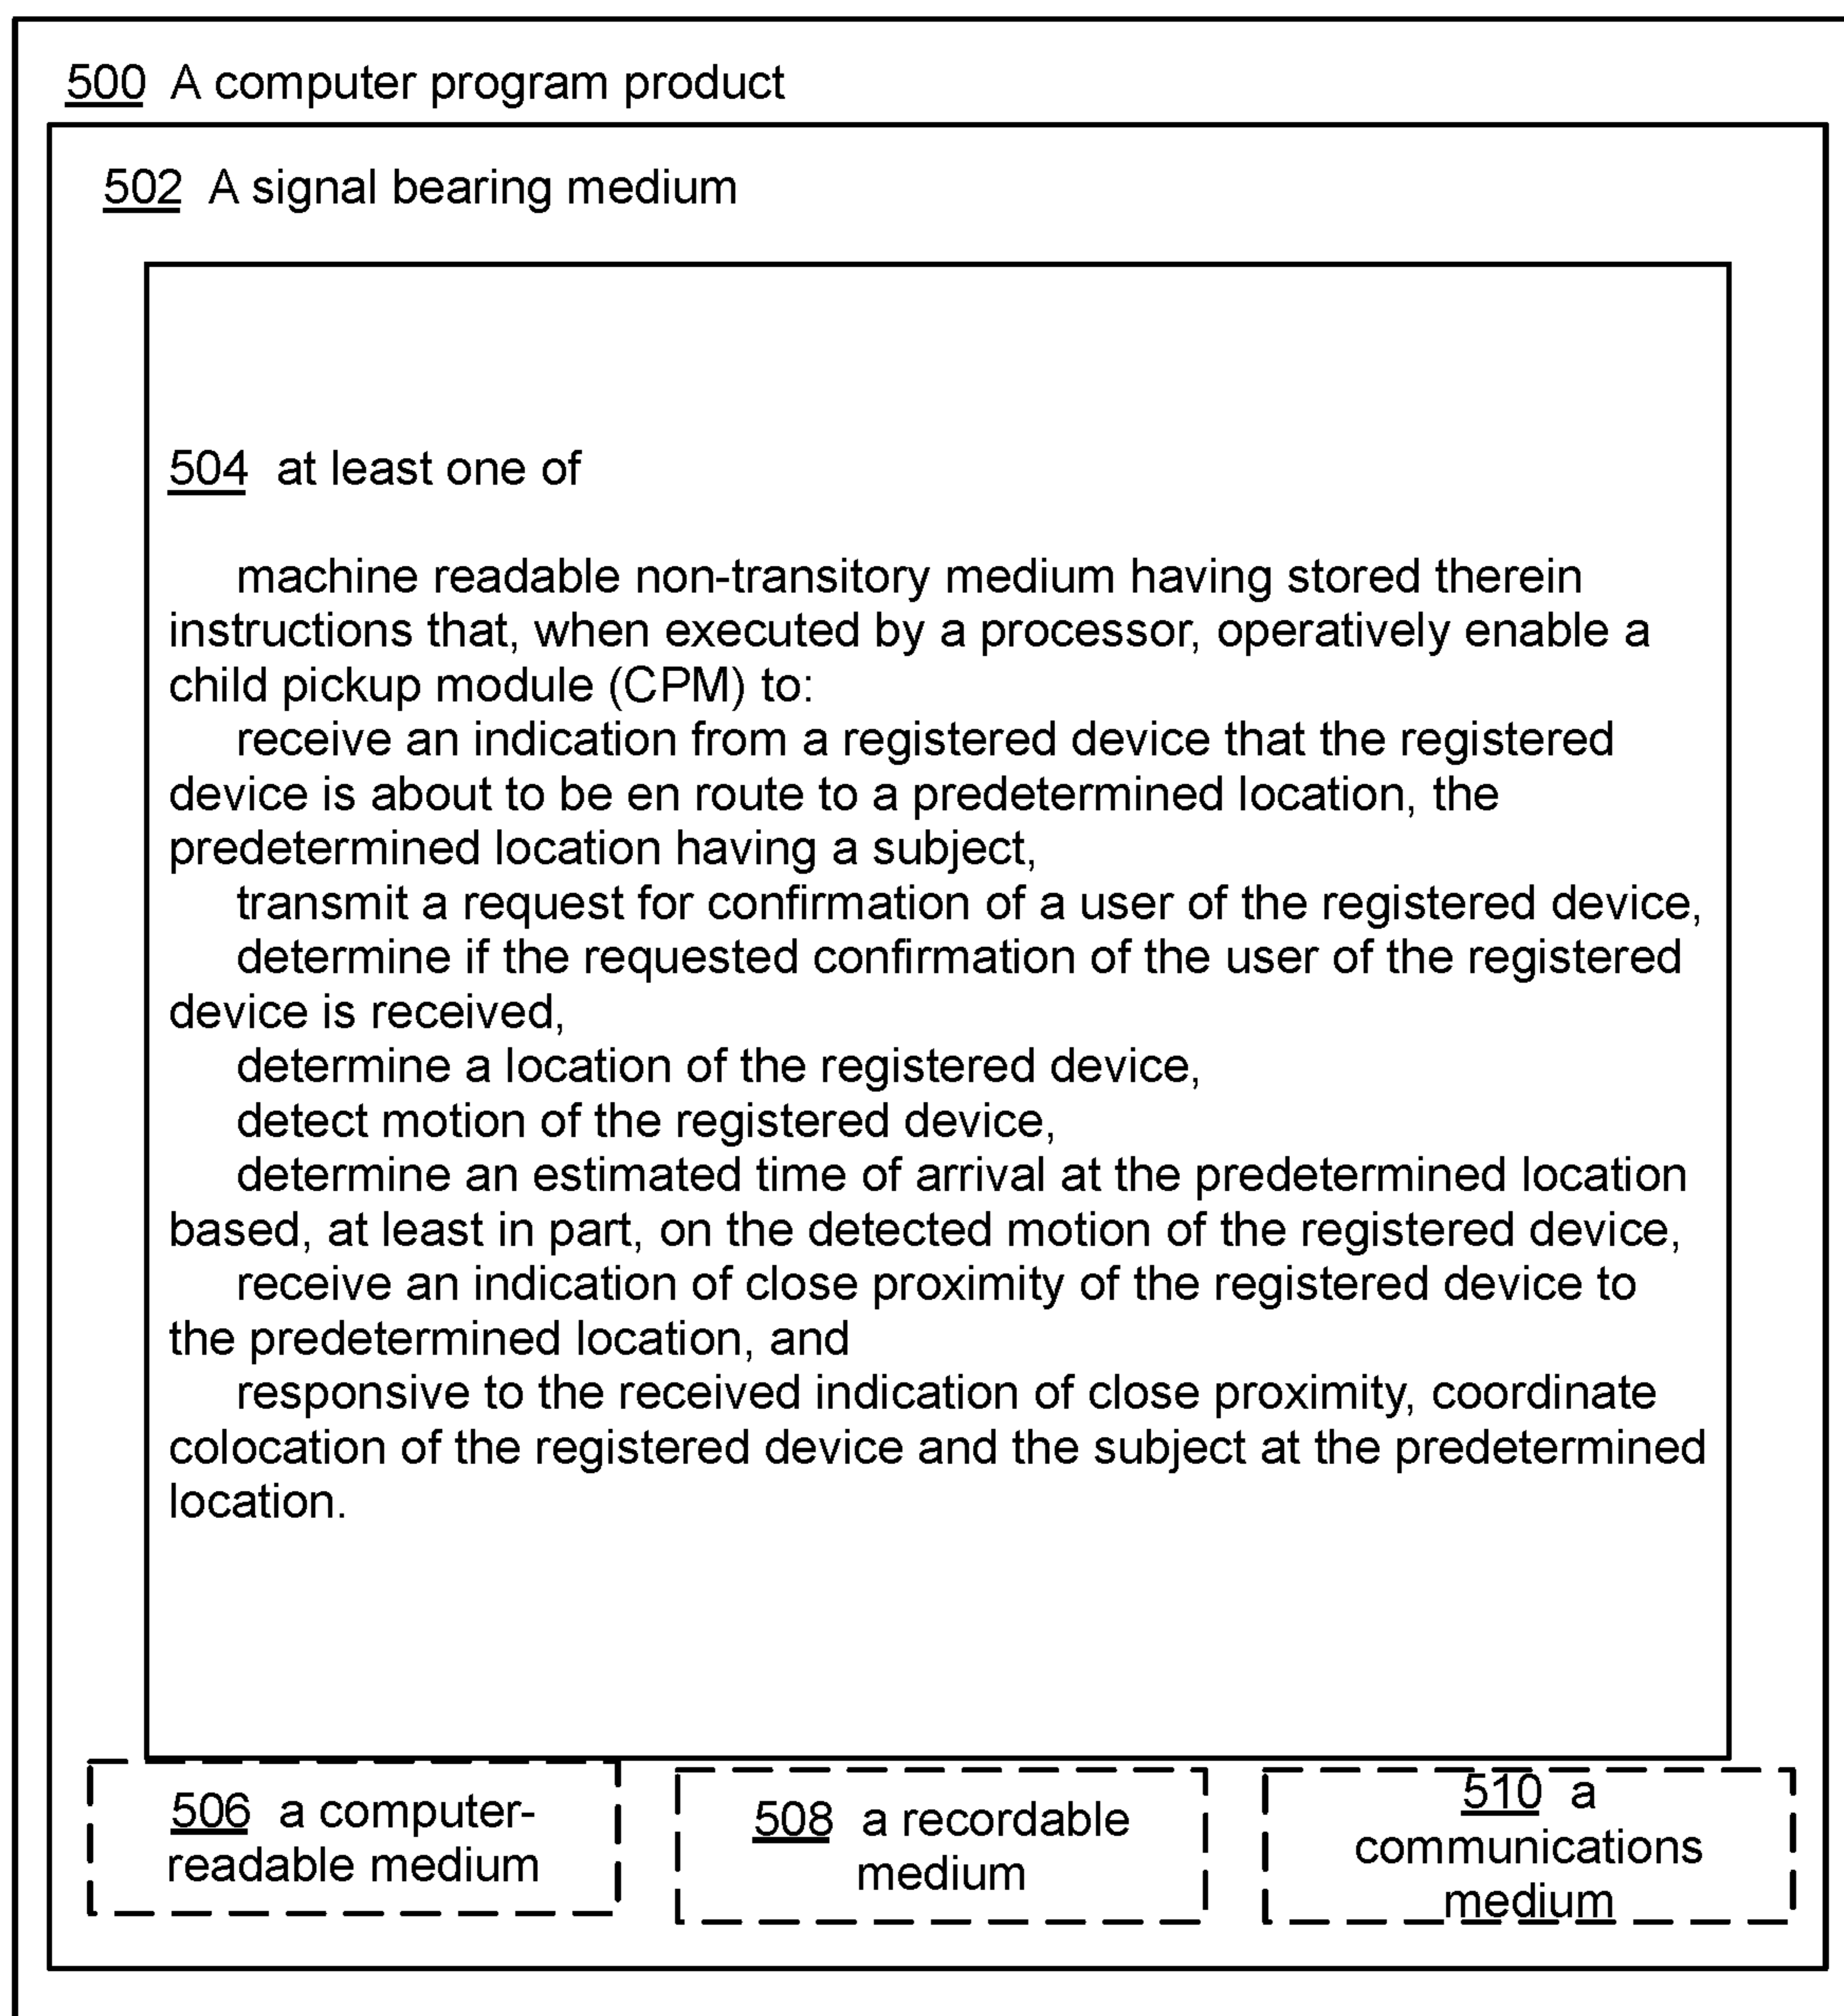 500 A computer program product
502 A signal bearing medium
504 at least one of
machine readable non-transitory medium having stored therein
instructions that, when executed by a processor, operatively enable a
child pickup module (CPM) to:
receive an indication from a registered device that the registered
device is about to be en route to a predetermined location, the
predetermined location having a subject,
transmit a request for confirmation of a user of the registered device,
determine if the requested confirmation of the user of the registered
device is received,
determine a location of the registered device,
detect motion of the registered device,
determine an estimated time of arrival at the predetermined location
based, at least in part, on the detected motion of the registered device,
receive an indication of close proximity of the registered device to
the predetermined location, and
responsive to the received indication of close proximity, coordinate
colocation of the registered device and the subject at the predetermined
location.
506 a computer-
readable medium
508 a recordable
medium
510 a
communications
medium